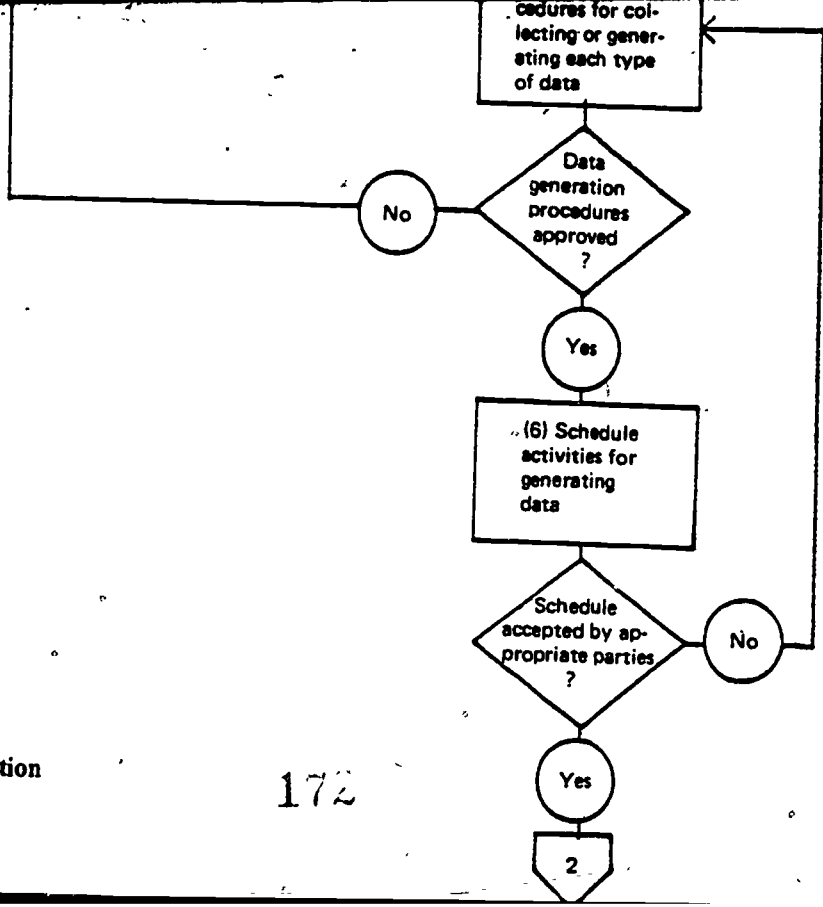 cedures for col-
lecting or gener-
ating each type
of data
Data
generation
procedures
approved
?
No
Yes
(6) Schedule
activities for
generating
data
Schedule
accepted by ap-
propriate parties
?
No
Yes
2
tion
172